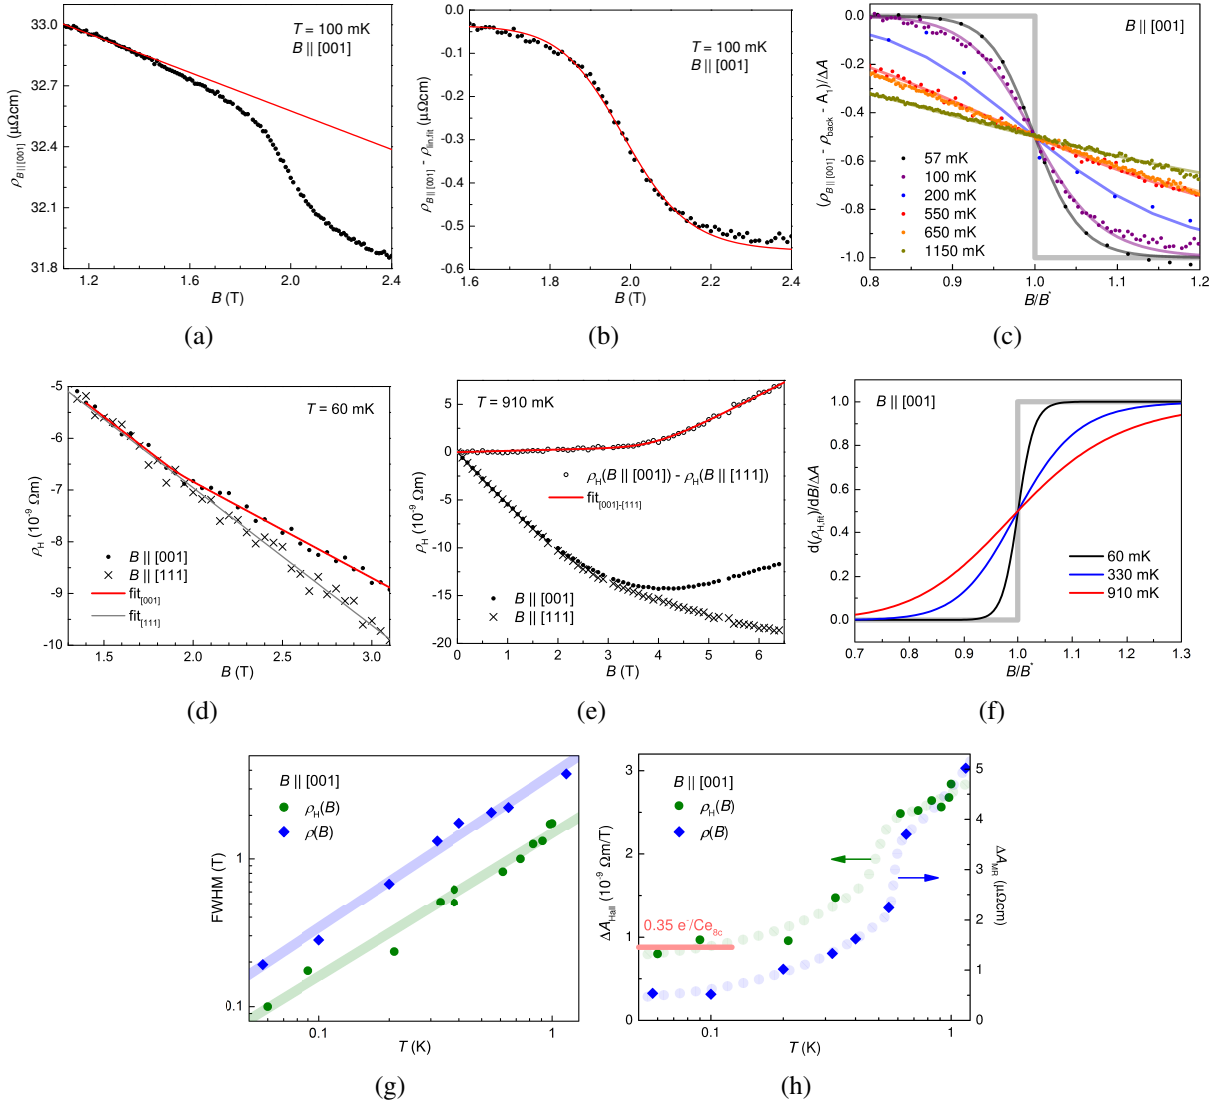 33.0
32.7
32.4
32.1
31.8
ρB||[001] (μΩcm)
T = 100 mK
B || [001]
1.2
1.6
2.0
2.4
B (T)
(a)
0.0
-0.1
-0.2
-0.3
-0.4
-0.5
-0.6
ρB||[001] - ρlin.fit (μΩcm)
T = 100 mK
B || [001]
1.6
1.8
2.0
2.2
2.4
B (T)
(b)
0.0
-0.2
-0.4
-0.6
-0.8
-1.0
(ρB||[001] - ρback - A1)/ΔA
B || [001]
57 mK
100 mK
200 mK
550 mK
650 mK
1150 mK
0.8
0.9
1.0
1.1
1.2
B/B*
(c)
-5
-6
-7
-8
-9
-10
ρH (10-9 Ωm)
T = 60 mK
B || [001]
B || [111]
fit[001]
fit[111]
1.5
2.0
2.5
3.0
B (T)
(d)
5
0
-5
-10
-15
-20
ρH (10-9 Ωm)
T = 910 mK
ρH(B || [001]) - ρH(B || [111])
fit[001]-[111]
B || [001]
B || [111]
0
1
2
3
4
5
6
B (T)
(e)
1.0
0.8
0.6
0.4
0.2
0.0
d(ρH,fit)/dB/ΔA
B || [001]
60 mK
330 mK
910 mK
0.7
0.8
0.9
1.0
1.1
1.2
1.3
B/B*
(f)
1
0.1
FWHM (T)
B || [001]
ρH(B)
ρ(B)
0.1
1
T (K)
(g)
3
2
1
0
ΔAHall (10-9 Ωm/T)
B || [001]
ρH(B)
ρ(B)
0.35 e-/Ce8c
5
4
3
2
1
0
ΔAMR (μΩcm)
0.1
1
T (K)
(h)